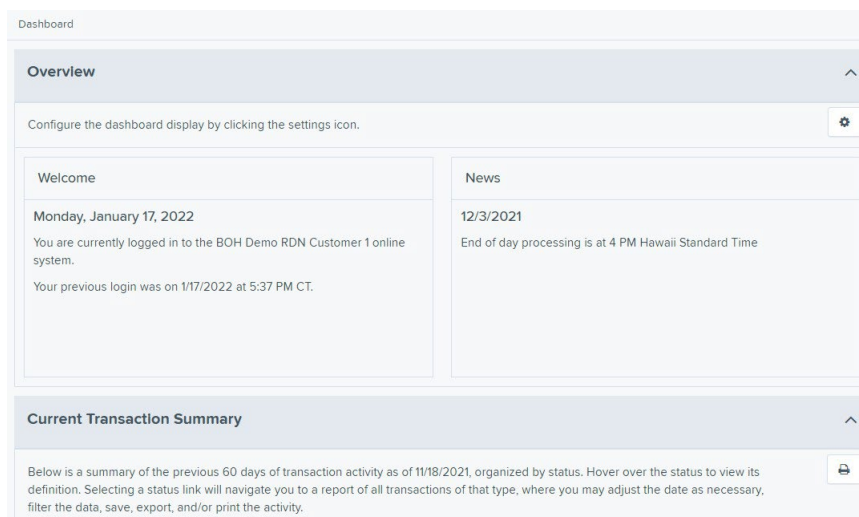 Dashboard
Overview
Configure the dashboard display by clicking the settings icon.
Welcome
Monday, January 17, 2022
You are currently logged in to the BOH Demo RDN Customer 1 online
system.
Your previous login was on 1/17/2022 at 5:37 PM CT.
News
12/3/2021
End of day processing is at 4 PM Hawaii Standard Time
Current Transaction Summary
Below is a summary of the previous 60 days of transaction activity as of 11/18/2021, organized by status. Hover over the status to view its
definition. Selecting a status link will navigate you to a report of all transactions of that type, where you may adjust the date as necessary,
filter the data, save, export, and/or print the activity.